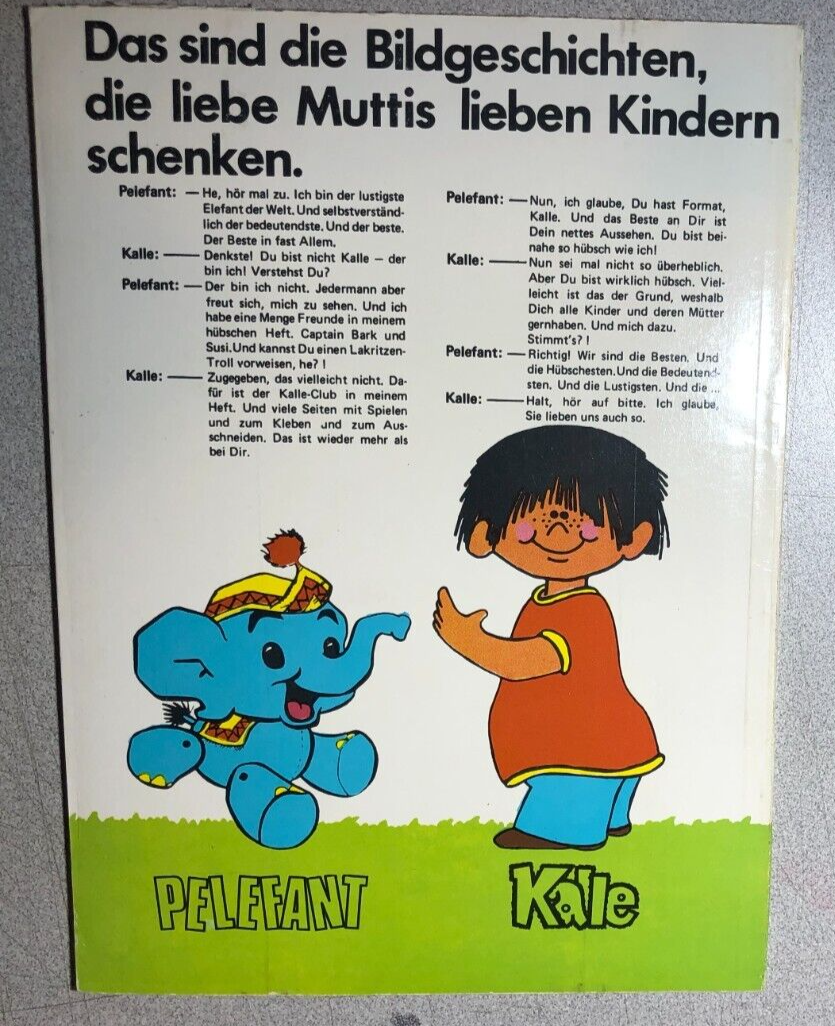 Das sind die Bildgeschichten,
die liebe Muttis lieben Kindern
schenken.
Pelefant: — He, hör mal zu. Ich bin der lustigste
Elefant der Welt. Und selbstverständ-
lich der bedeutendste. Und der beste.
Der Beste in fast Allem.
Kalle: — Denkste! Du bist nicht Kalle — der
bin ich! Verstehst Du?
Pelefant: — Der bin ich nicht. Jedermann aber
freut sich, mich zu sehen. Und ich
habe eine Menge Freunde in meinem
hübschen Heft. Captain Bark und
Susi. Und kannst Du einen Lakritzen-
Troll vorweisen, he? !
Kalle: — Zugegeben, das vielleicht nicht. Da-
für ist der Kalle-Club in meinem
Heft. Und viele Seiten mit Spielen
und zum Kleben und zum Aus-
schneiden. Das ist wieder mehr als
bei Dir.
Pelefant: — Nun, ich glaube, Du hast Format,
Kalle. Und das Beste an Dir ist
Dein nettes Aussehen. Du bist bei-
nahe so hübsch wie ich!
Kalle: — Nun sei mal nicht so überheblich.
Aber Du bist wirklich hübsch. Viel-
leicht ist das der Grund, weshalb
Dich alle Kinder und deren Mütter
gernhaben. Und mich dazu.
Stimmt's? !
Pelefant: — Richtig! Wir sind die Besten. Und
die Hübschesten. Und die Bedeutend-
sten. Und die Lustigsten. Und die ...
Kalle: — Halt, hör auf bitte. Ich glaube,
Sie lieben uns auch so.
PELEFANT
Kalle